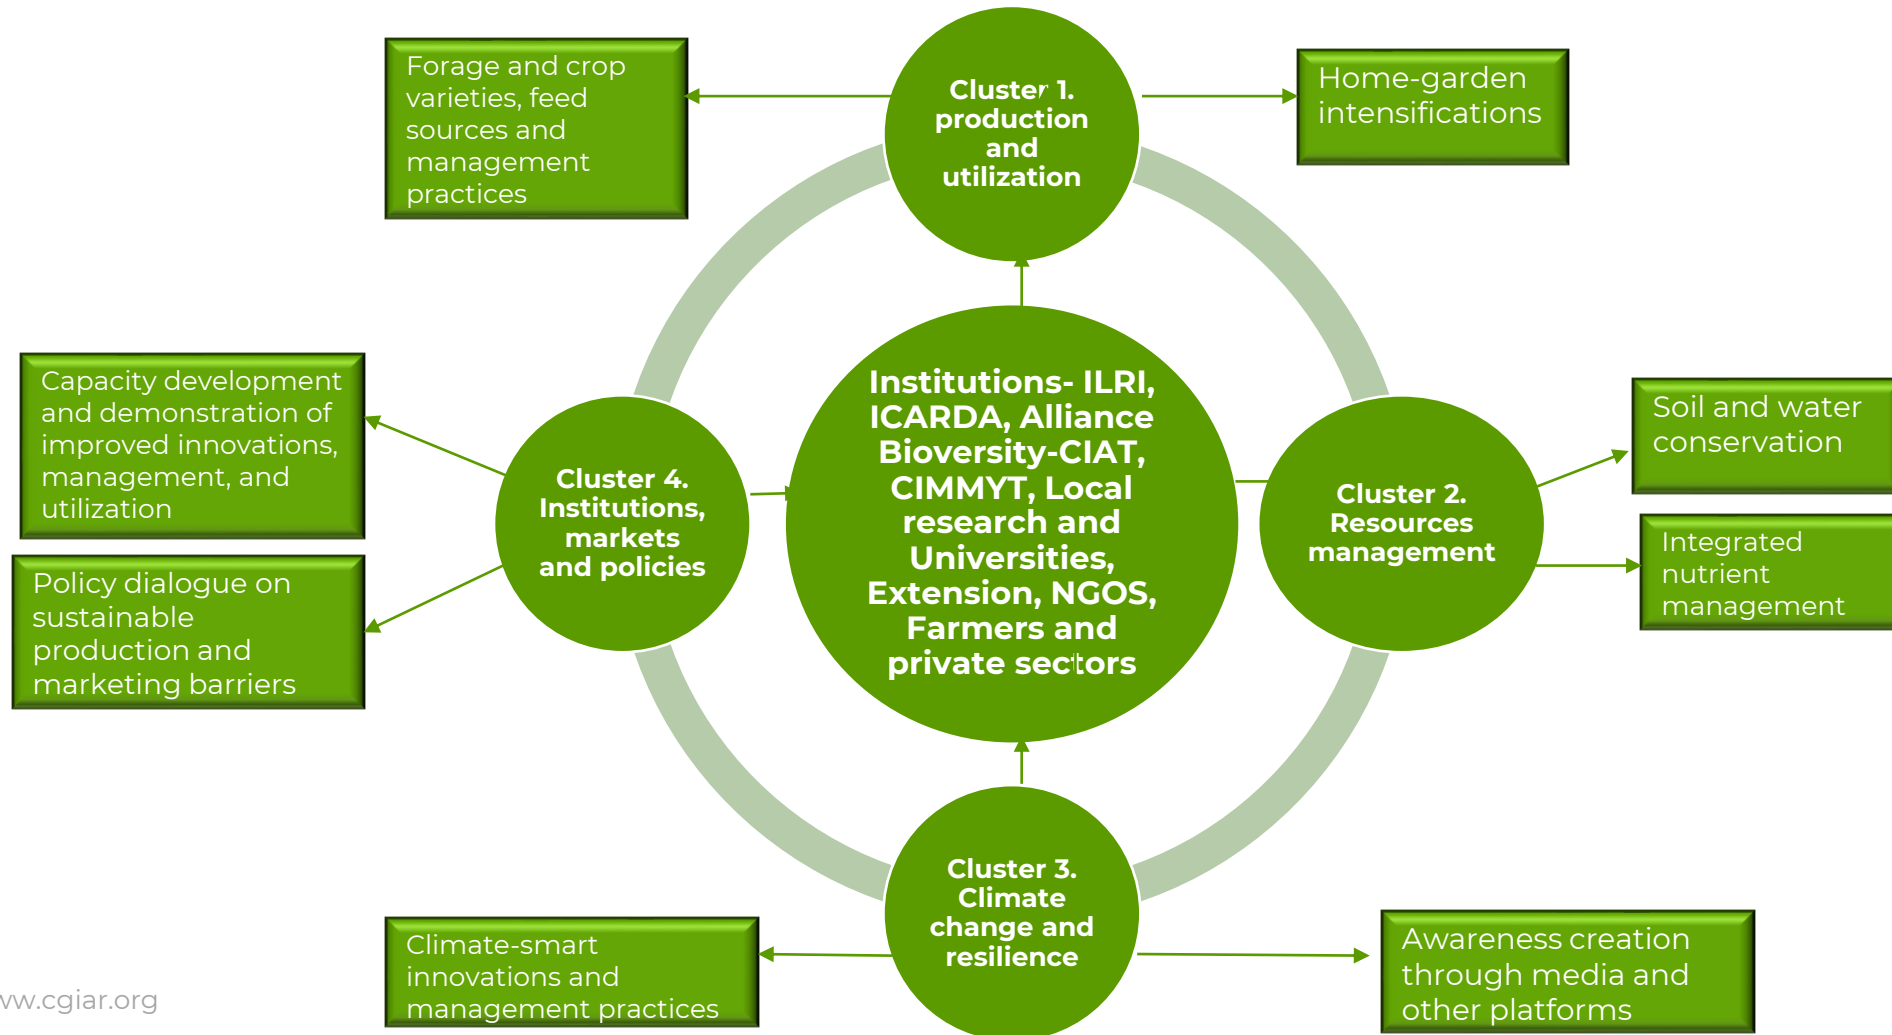 Forage and crop
varieties, feed
sources and
management
practices
Cluster 1.
production
and
utilization
Home-garden
intensifications
Capacity development
and demonstration of
improved innovations,
management, and
utilization
Policy dialogue on
sustainable
production and
marketing barriers
Cluster 4.
Institutions,
markets
and policies
Institutions- ILRI,
ICARDA, Alliance
Bioversity-CIAT,
CIMMYT, Local
research and
Universities,
Extension, NGOS,
Farmers and
private sectors
Cluster 2.
Resources
management
Soil and water
conservation
Integrated
nutrient
management
Cluster 3.
Climate
change and
resilience
Climate-smart
innovations and
management practices
Awareness creation
through media and
other platforms
ww.cgiar.org